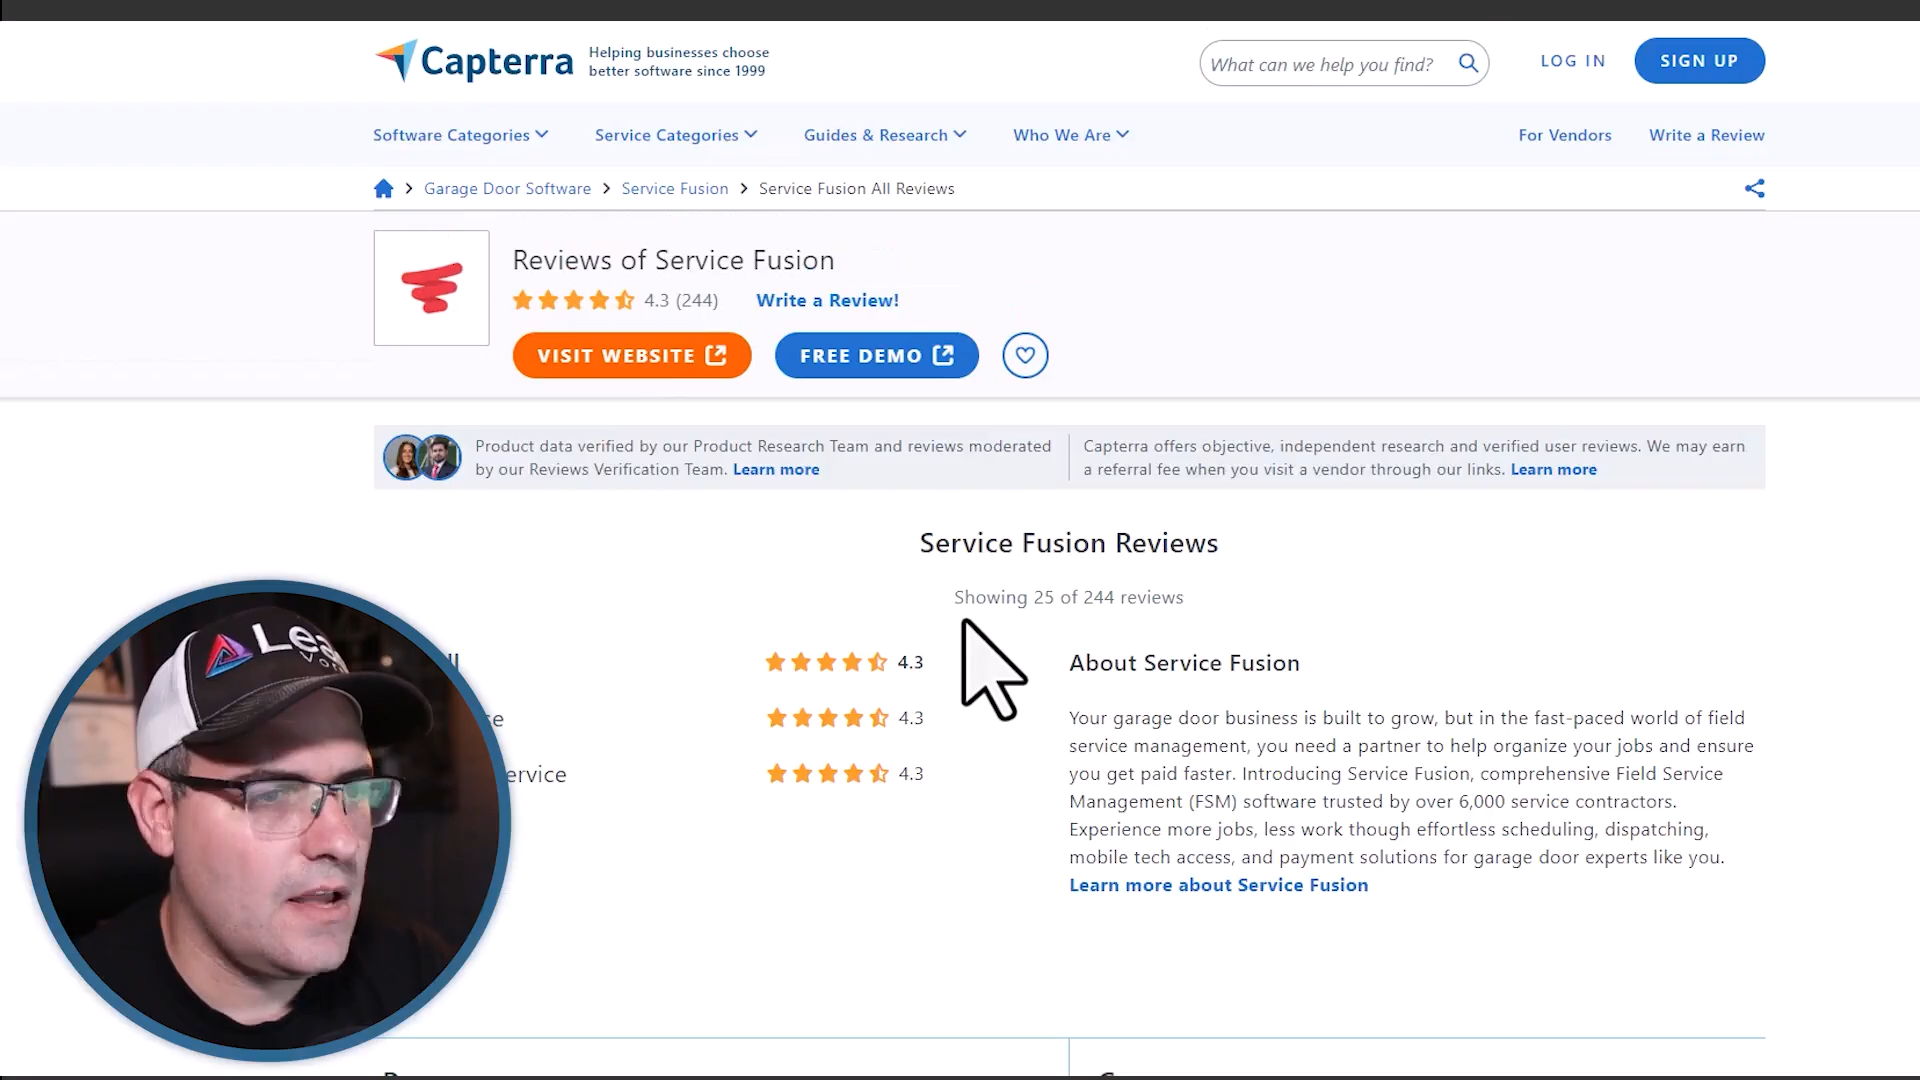 Capterra
Helping businesses choose
better software since 1999
What can we help you find?
LOG IN
SIGN UP
Software Categories
Service Categories
Guides & Research
Who We Are
For Vendors
Write a Review
Garage Door Software
Service Fusion
Service Fusion All Reviews
Reviews of Service Fusion
4.3 (244)
Write a Review!
VISIT WEBSITE
FREE DEMO
Product data verified by our Product Research Team and reviews moderated
by our Reviews Verification Team. Learn more
Capterra offers objective, independent research and verified user reviews. We may earn
a referral fee when you visit a vendor through our links. Learn more
Service Fusion Reviews
Showing 25 of 244 reviews
4.3
4.3
ervice 4.3
About Service Fusion
Your garage door business is built to grow, but in the fast-paced world of field
service management, you need a partner to help organize your jobs and ensure
you get paid faster. Introducing Service Fusion, comprehensive Field Service
Management (FSM) software trusted by over 6,000 service contractors.
Experience more jobs, less work though effortless scheduling, dispatching,
mobile tech access, and payment solutions for garage door experts like you.
Learn more about Service Fusion